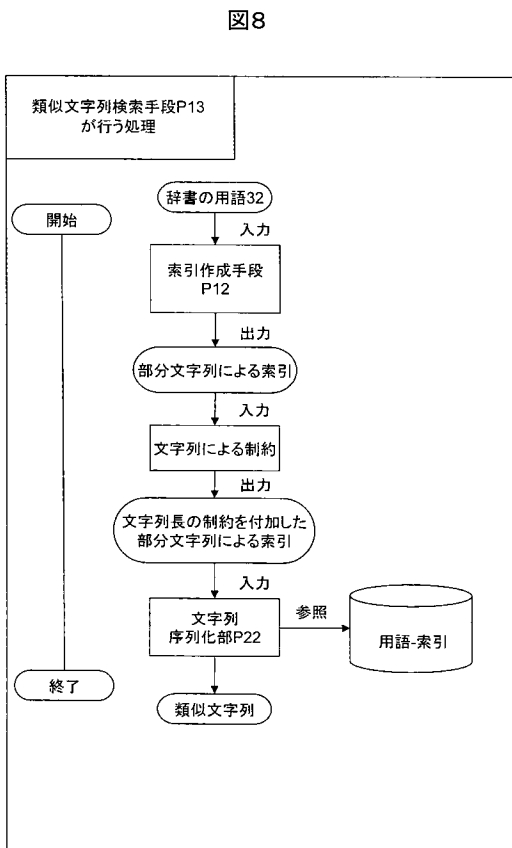 図8
類似文字列検索手段P13
が行う処理
開始
辞書の用語32
入力
索引作成手段
P12
出力
部分文字列による索引
入力
文字列による制約
出力
文字列長の制約を付加した
部分文字列による索引
入力
文字列
序列化部P22
参照
用語-索引
終了
類似文字列